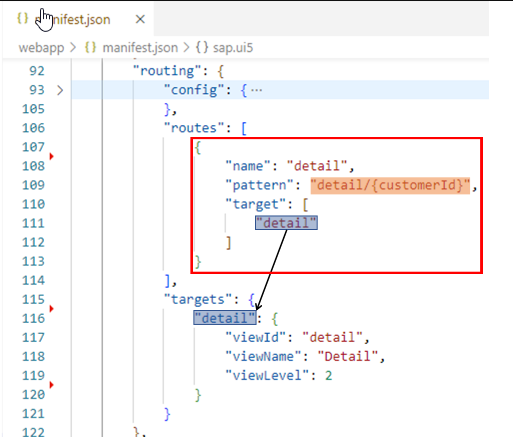 {} manifest.json ×
webapp > {} manifest.json > {} sap.ui5
92 "routing": {
93 > "config": { ···
105 },
106 "routes": [
107 {
108 "name": "detail",
109 "pattern": "detail/{customerId}",
110 "target": [
111 "detail"
112 ]
113 }
114 ],
115 "targets": {
116 "detail": {
117 "viewId": "detail",
118 "viewName": "Detail",
119 "viewLevel": 2
120 }
121 }
122 },